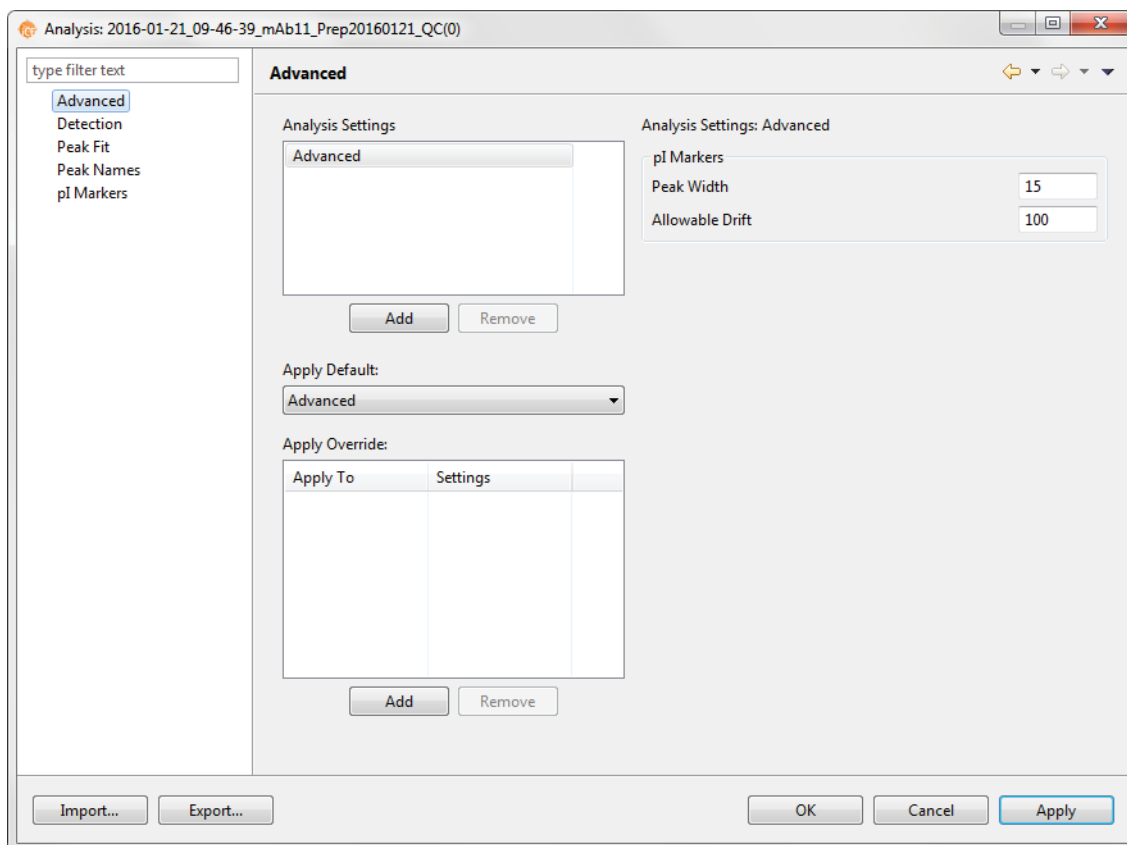 Analysis: 2016-01-21_09-46-39_mAb11_Prep20160121_QC(0)
type filter text
Advanced
Detection
Peak Fit
Peak Names
pI Markers
Advanced
Analysis Settings
Advanced
Add
Remove
Apply Default:
Advanced
Apply Override:
Apply To Settings
Add
Remove
Analysis Settings: Advanced
pI Markers
Peak Width 15
Allowable Drift 100
Import...
Export...
OK
Cancel
Apply